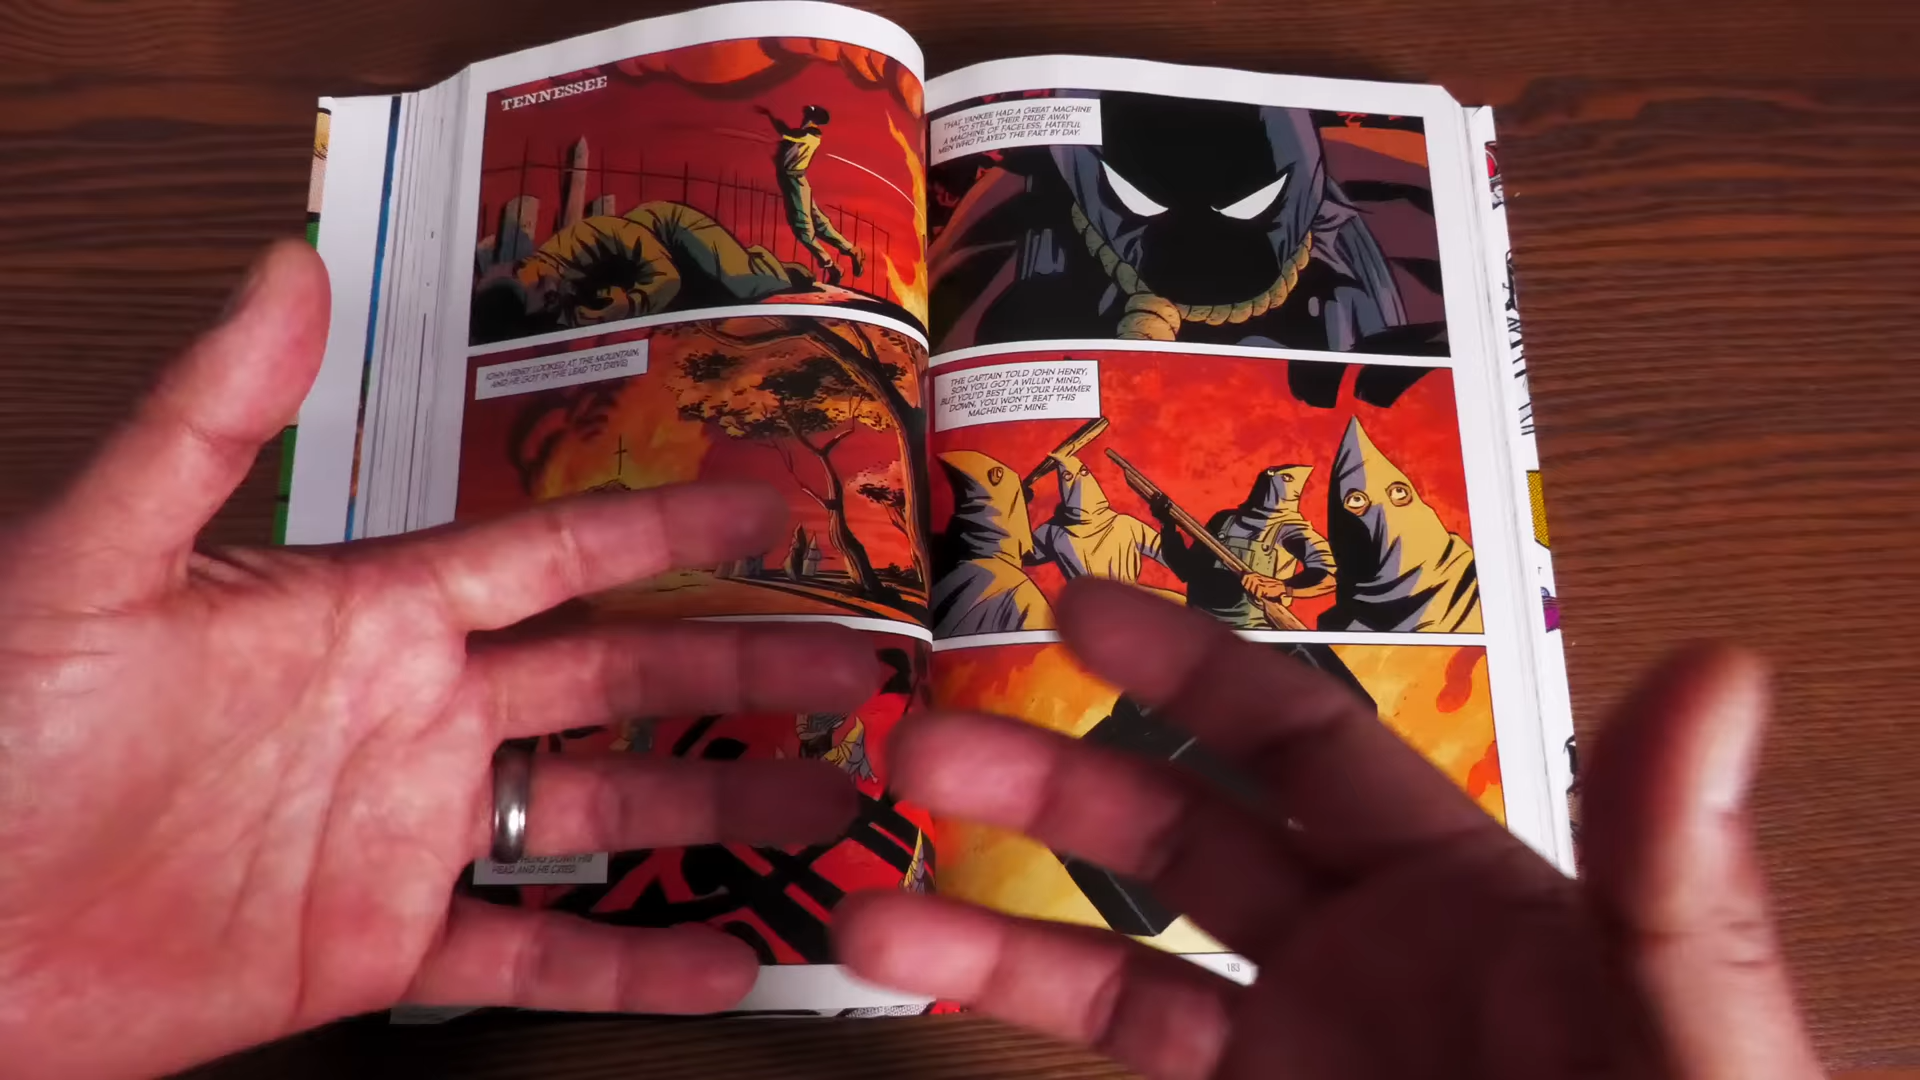 TENNESSEE
JOHN HENRY LOOKED AT THE MOUNTAIN,
AND HE GOT IN THE LEAD TO DRIVE.
DOWN HIS
HEAD, AND HE CRIED.
THAT YANKEE HAD A GREAT MACHINE
TO STEAL THEIR PRIDE AWAY
A MACHINE OF FACELESS, HATEFUL
MEN WHO PLAYED THE PART BY DAY.
THE CAPTAIN TOLD JOHN HENRY,
SON YOU GOT A WILLIN' MIND,
BUT YOU'D BEST LAY YOUR HAMMER
DOWN, YOU WON'T BEAT THIS
MACHINE OF MINE.
183